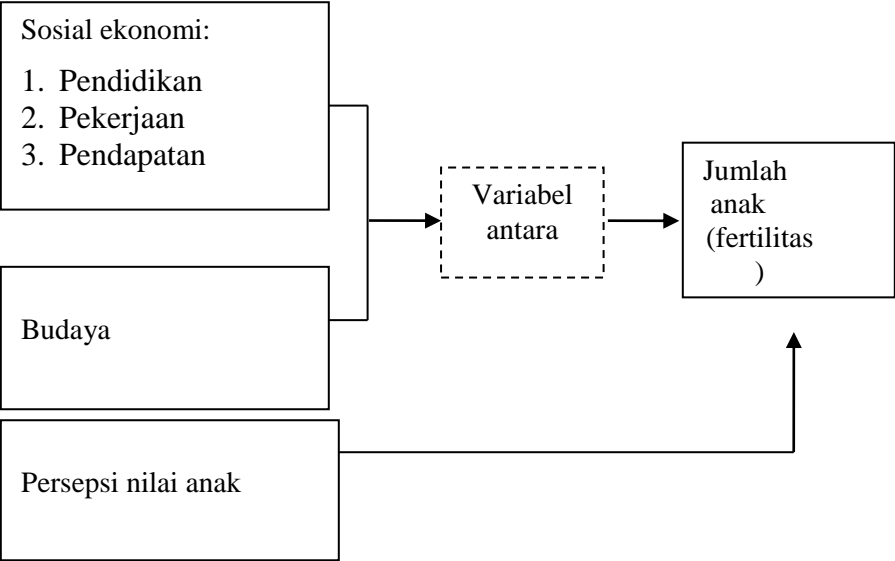 Sosial ekonomi:
1. Pendidikan
2. Pekerjaan
3. Pendapatan
Budaya
Persepsi nilai anak
Variabel
antara
Jumlah
anak
(fertilitas
)